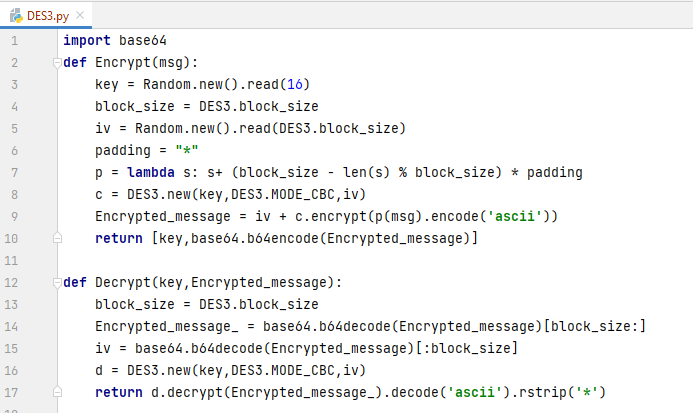 DES3.py
1 import base64
2 def Encrypt(msg):
3     key = Random.new().read(16)
4     block_size = DES3.block_size
5     iv = Random.new().read(DES3.block_size)
6     padding = "*"
7     p = lambda s: s+ (block_size - len(s) % block_size) * padding
8     c = DES3.new(key,DES3.MODE_CBC,iv)
9     Encrypted_message = iv + c.encrypt(p(msg).encode('ascii'))
10     return [key,base64.b64encode(Encrypted_message)]
11
12 def Decrypt(key,Encrypted_message):
13     block_size = DES3.block_size
14     Encrypted_message_ = base64.b64decode(Encrypted_message)[block_size:]
15     iv = base64.b64decode(Encrypted_message)[:block_size]
16     d = DES3.new(key,DES3.MODE_CBC,iv)
17     return d.decrypt(Encrypted_message_).decode('ascii').rstrip('*')